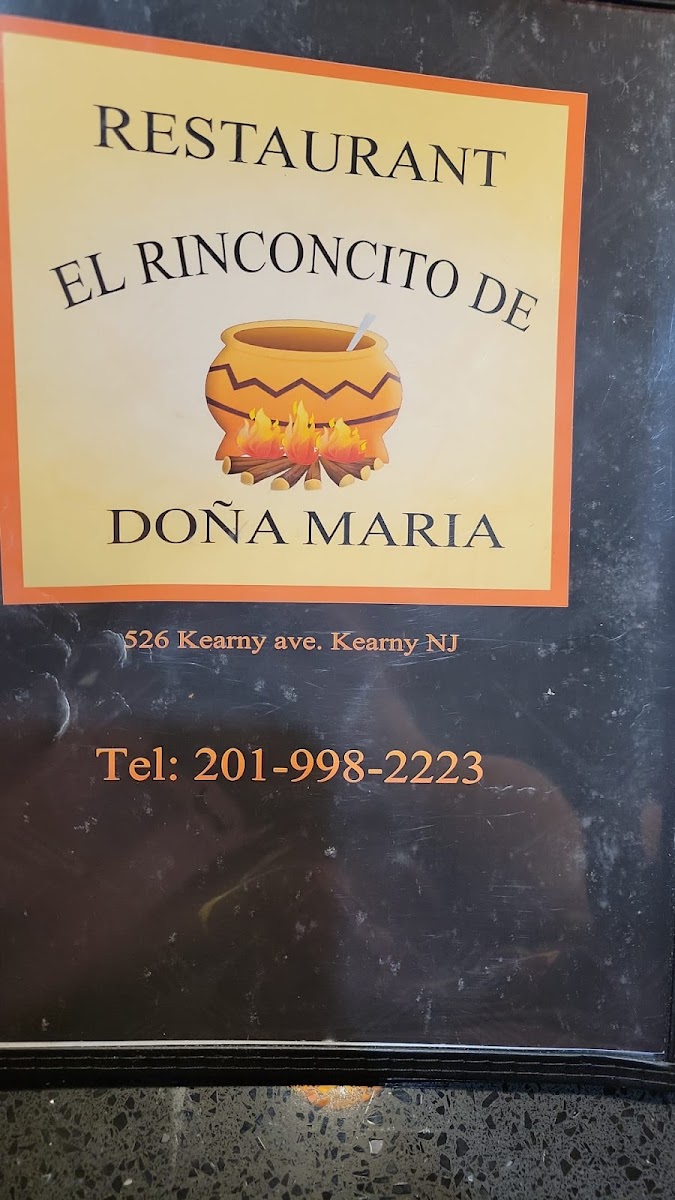 RESTAURANT
EL RINCONCITO DE
DOÑA MARIA
526 Kearny ave. Kearny NJ
Tel: 201-998-2223